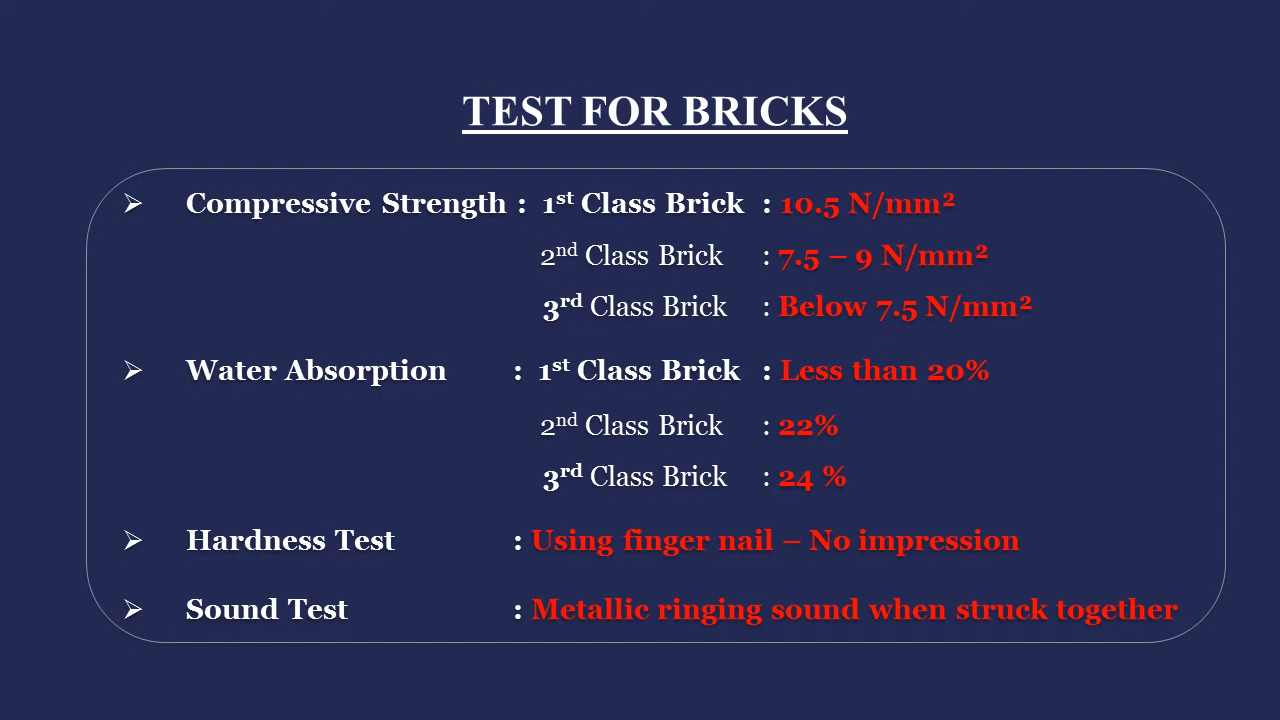 TEST FOR BRICKS
➢ Compressive Strength : 1st Class Brick : 10.5 N/mm²
2nd Class Brick : 7.5 – 9 N/mm²
3rd Class Brick : Below 7.5 N/mm²
➢ Water Absorption : 1st Class Brick : Less than 20%
2nd Class Brick : 22%
3rd Class Brick : 24 %
➢ Hardness Test : Using finger nail – No impression
➢ Sound Test : Metallic ringing sound when struck together